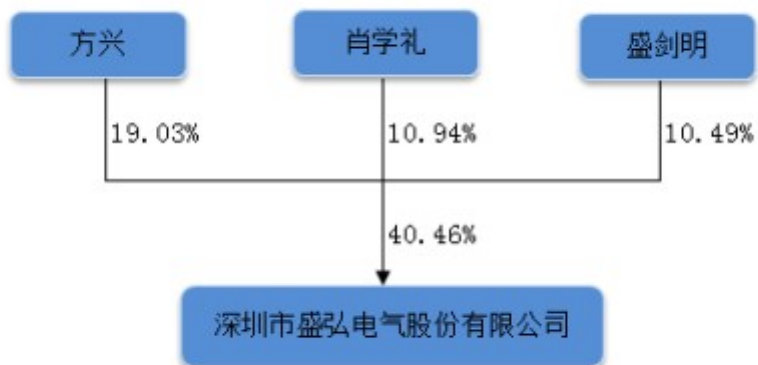 方兴
肖学礼
盛剑明
19.03%
10.94%
10.49%
40.46%
深圳市盛弘电气股份有限公司